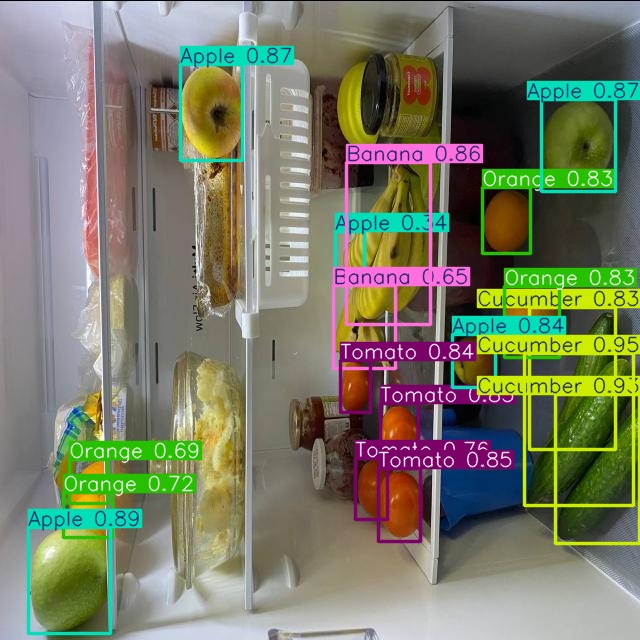 Apple 0.87
Apple 0.87
Banana 0.86
Orange 0.83
Apple 0.34
Banana 0.65
Orange 0.83
Cucumber 0.83
Apple 0.84
Tomato 0.84
Cucumber 0.95
Cucumber 0.93
Tomato 0.83
Orange 0.69
Tomato 0.76
Tomato 0.85
Orange 0.72
Apple 0.89